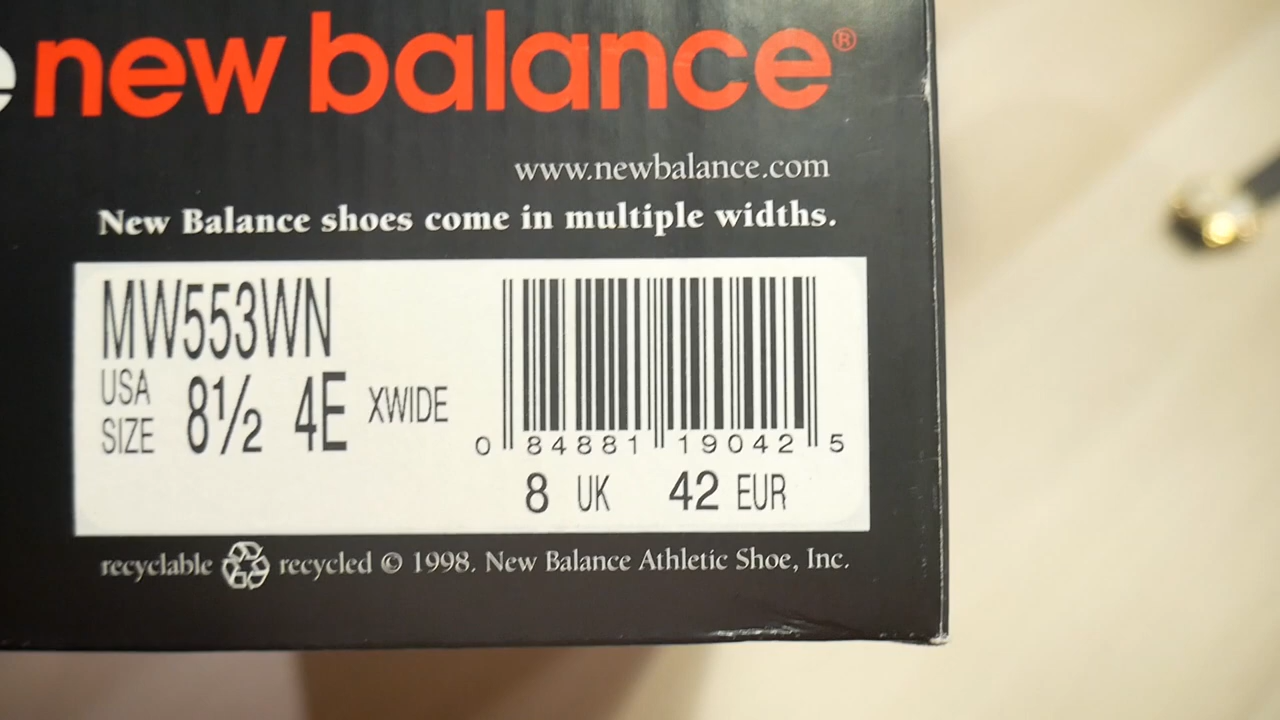 e new balance®
www.newbalance.com
New Balance shoes come in multiple widths.
MW553WN
USA SIZE 8½ 4E XWIDE
0 84881 19042 5
8 UK 42 EUR
recyclable recycled © 1998. New Balance Athletic Shoe, Inc.